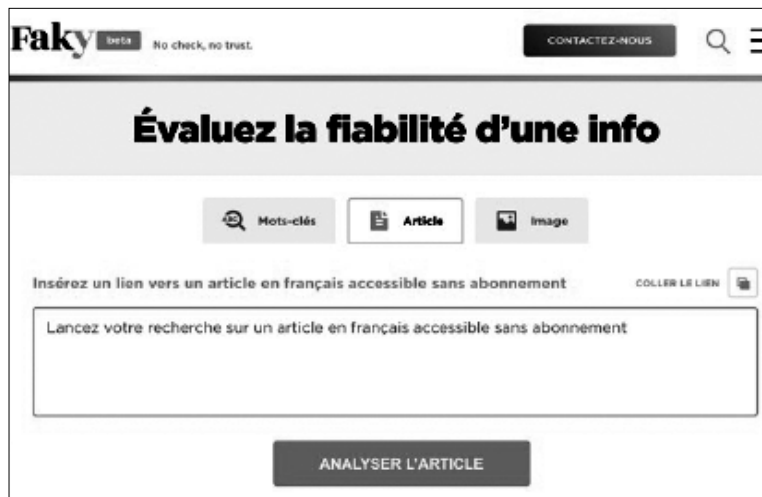 Faky beta No check, no trust. CONTACTEZ-NOUS
Évaluez la fiabilité d'une info
Mots-clés Article Image
Insérez un lien vers un article en français accessible sans abonnement COLLER LE LIEN
Lancez votre recherche sur un article en français accessible sans abonnement
ANALYSER L'ARTICLE